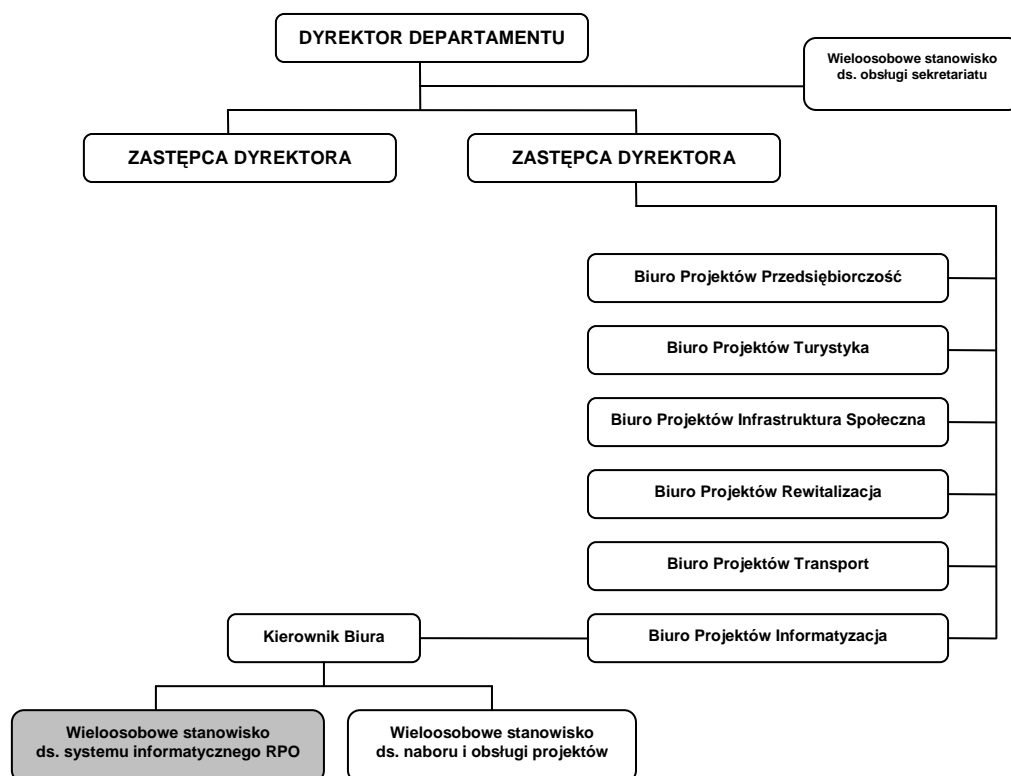 DYREKTOR DEPARTAMENTU
Wieloosobowe stanowisko
ds. obsługi sekretariatu
ZASTĘPCA DYREKTORA
ZASTĘPCA DYREKTORA
Biuro Projektów Przedsiębiorczość
Biuro Projektów Turystyka
Biuro Projektów Infrastruktura Społeczna
Biuro Projektów Rewitalizacja
Biuro Projektów Transport
Kierownik Biura
Biuro Projektów Informatyzacja
Wieloosobowe stanowisko
ds. systemu informatycznego RPO
Wieloosobowe stanowisko
ds. naboru i obsługi projektów